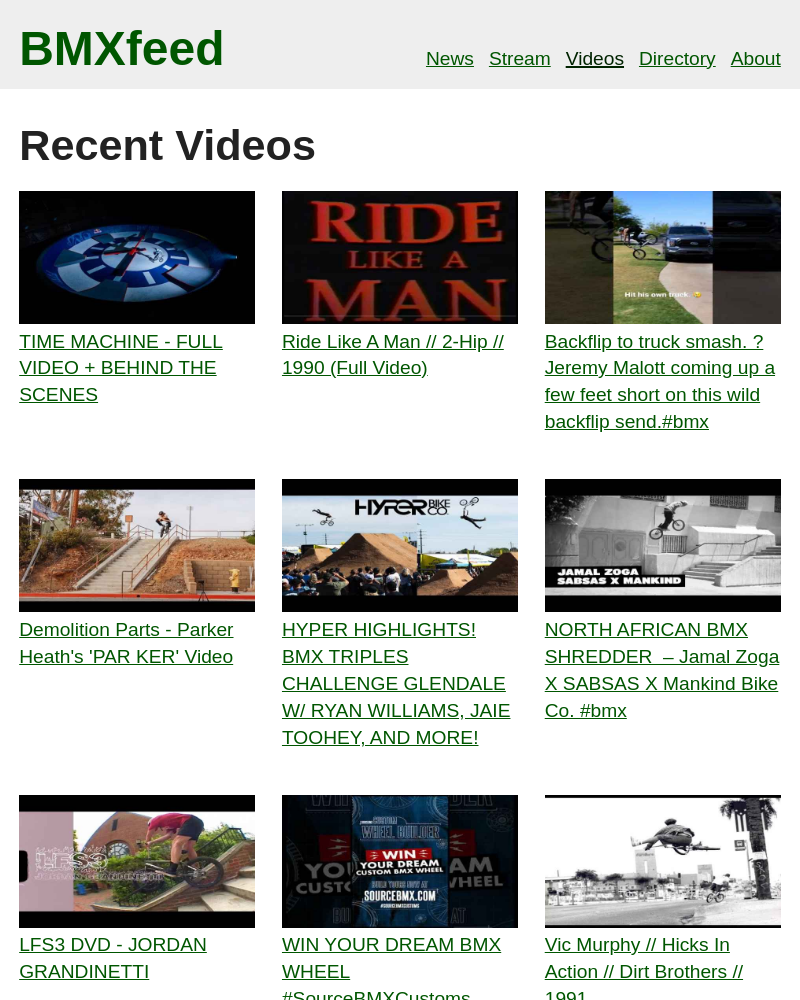 BMXfeed
News Stream Videos Directory About
Recent Videos
RIDE
LIKE A
MAN
Hit his own truck.
TIME MACHINE - FULL
VIDEO + BEHIND THE
SCENES
Ride Like A Man // 2-Hip //
1990 (Full Video)
Backflip to truck smash. ?
Jeremy Malott coming up a
few feet short on this wild
backflip send.#bmx
HYPER BIKE CO.
JAMAL ZOGA
SABSAS X MANKIND
Demolition Parts - Parker
Heath's 'PAR KER' Video
HYPER HIGHLIGHTS!
BMX TRIPLES
CHALLENGE GLENDALE
W/ RYAN WILLIAMS, JAIE
TOOHEY, AND MORE!
NORTH AFRICAN BMX
SHREDDER – Jamal Zoga
X SABSAS X Mankind Bike
Co. #bmx
LFS3
JORDAN GRANDINETTI
CUSTOM
WHEEL BUILDER
WIN
YOUR DREAM
CUSTOM BMX WHEEL
SOURCEBMX.COM
#SOURCEBMXCUSTOMS
LFS3 DVD - JORDAN
GRANDINETTI
WIN YOUR DREAM BMX
WHEEL
#SourceBMXCustoms
Vic Murphy // Hicks In
Action // Dirt Brothers //
1991